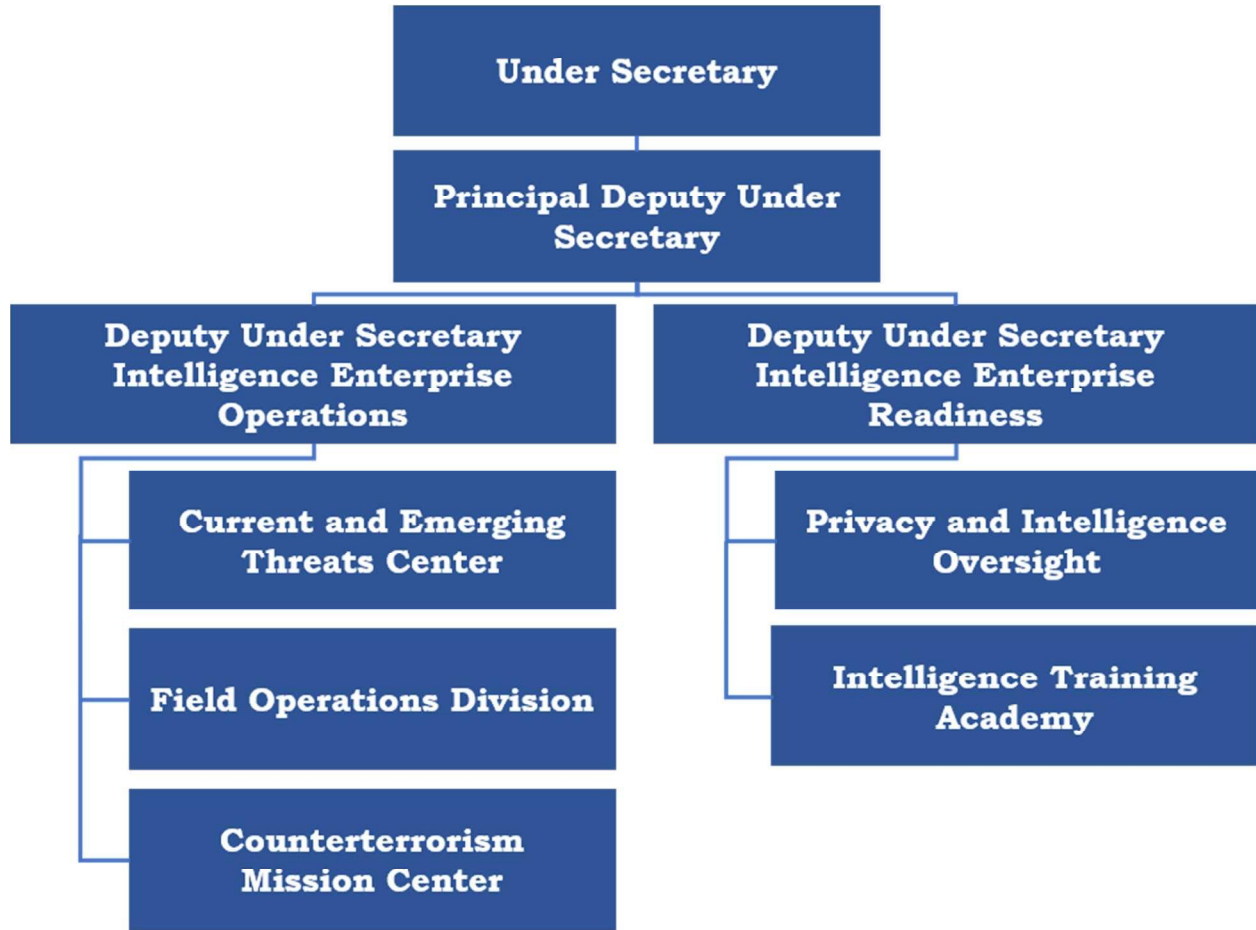 Under Secretary
Principal Deputy Under
Secretary
Deputy Under Secretary
Intelligence Enterprise
Operations
Deputy Under Secretary
Intelligence Enterprise
Readiness
Current and Emerging
Threats Center
Field Operations Division
Counterterrorism
Mission Center
Privacy and Intelligence
Oversight
Intelligence Training
Academy